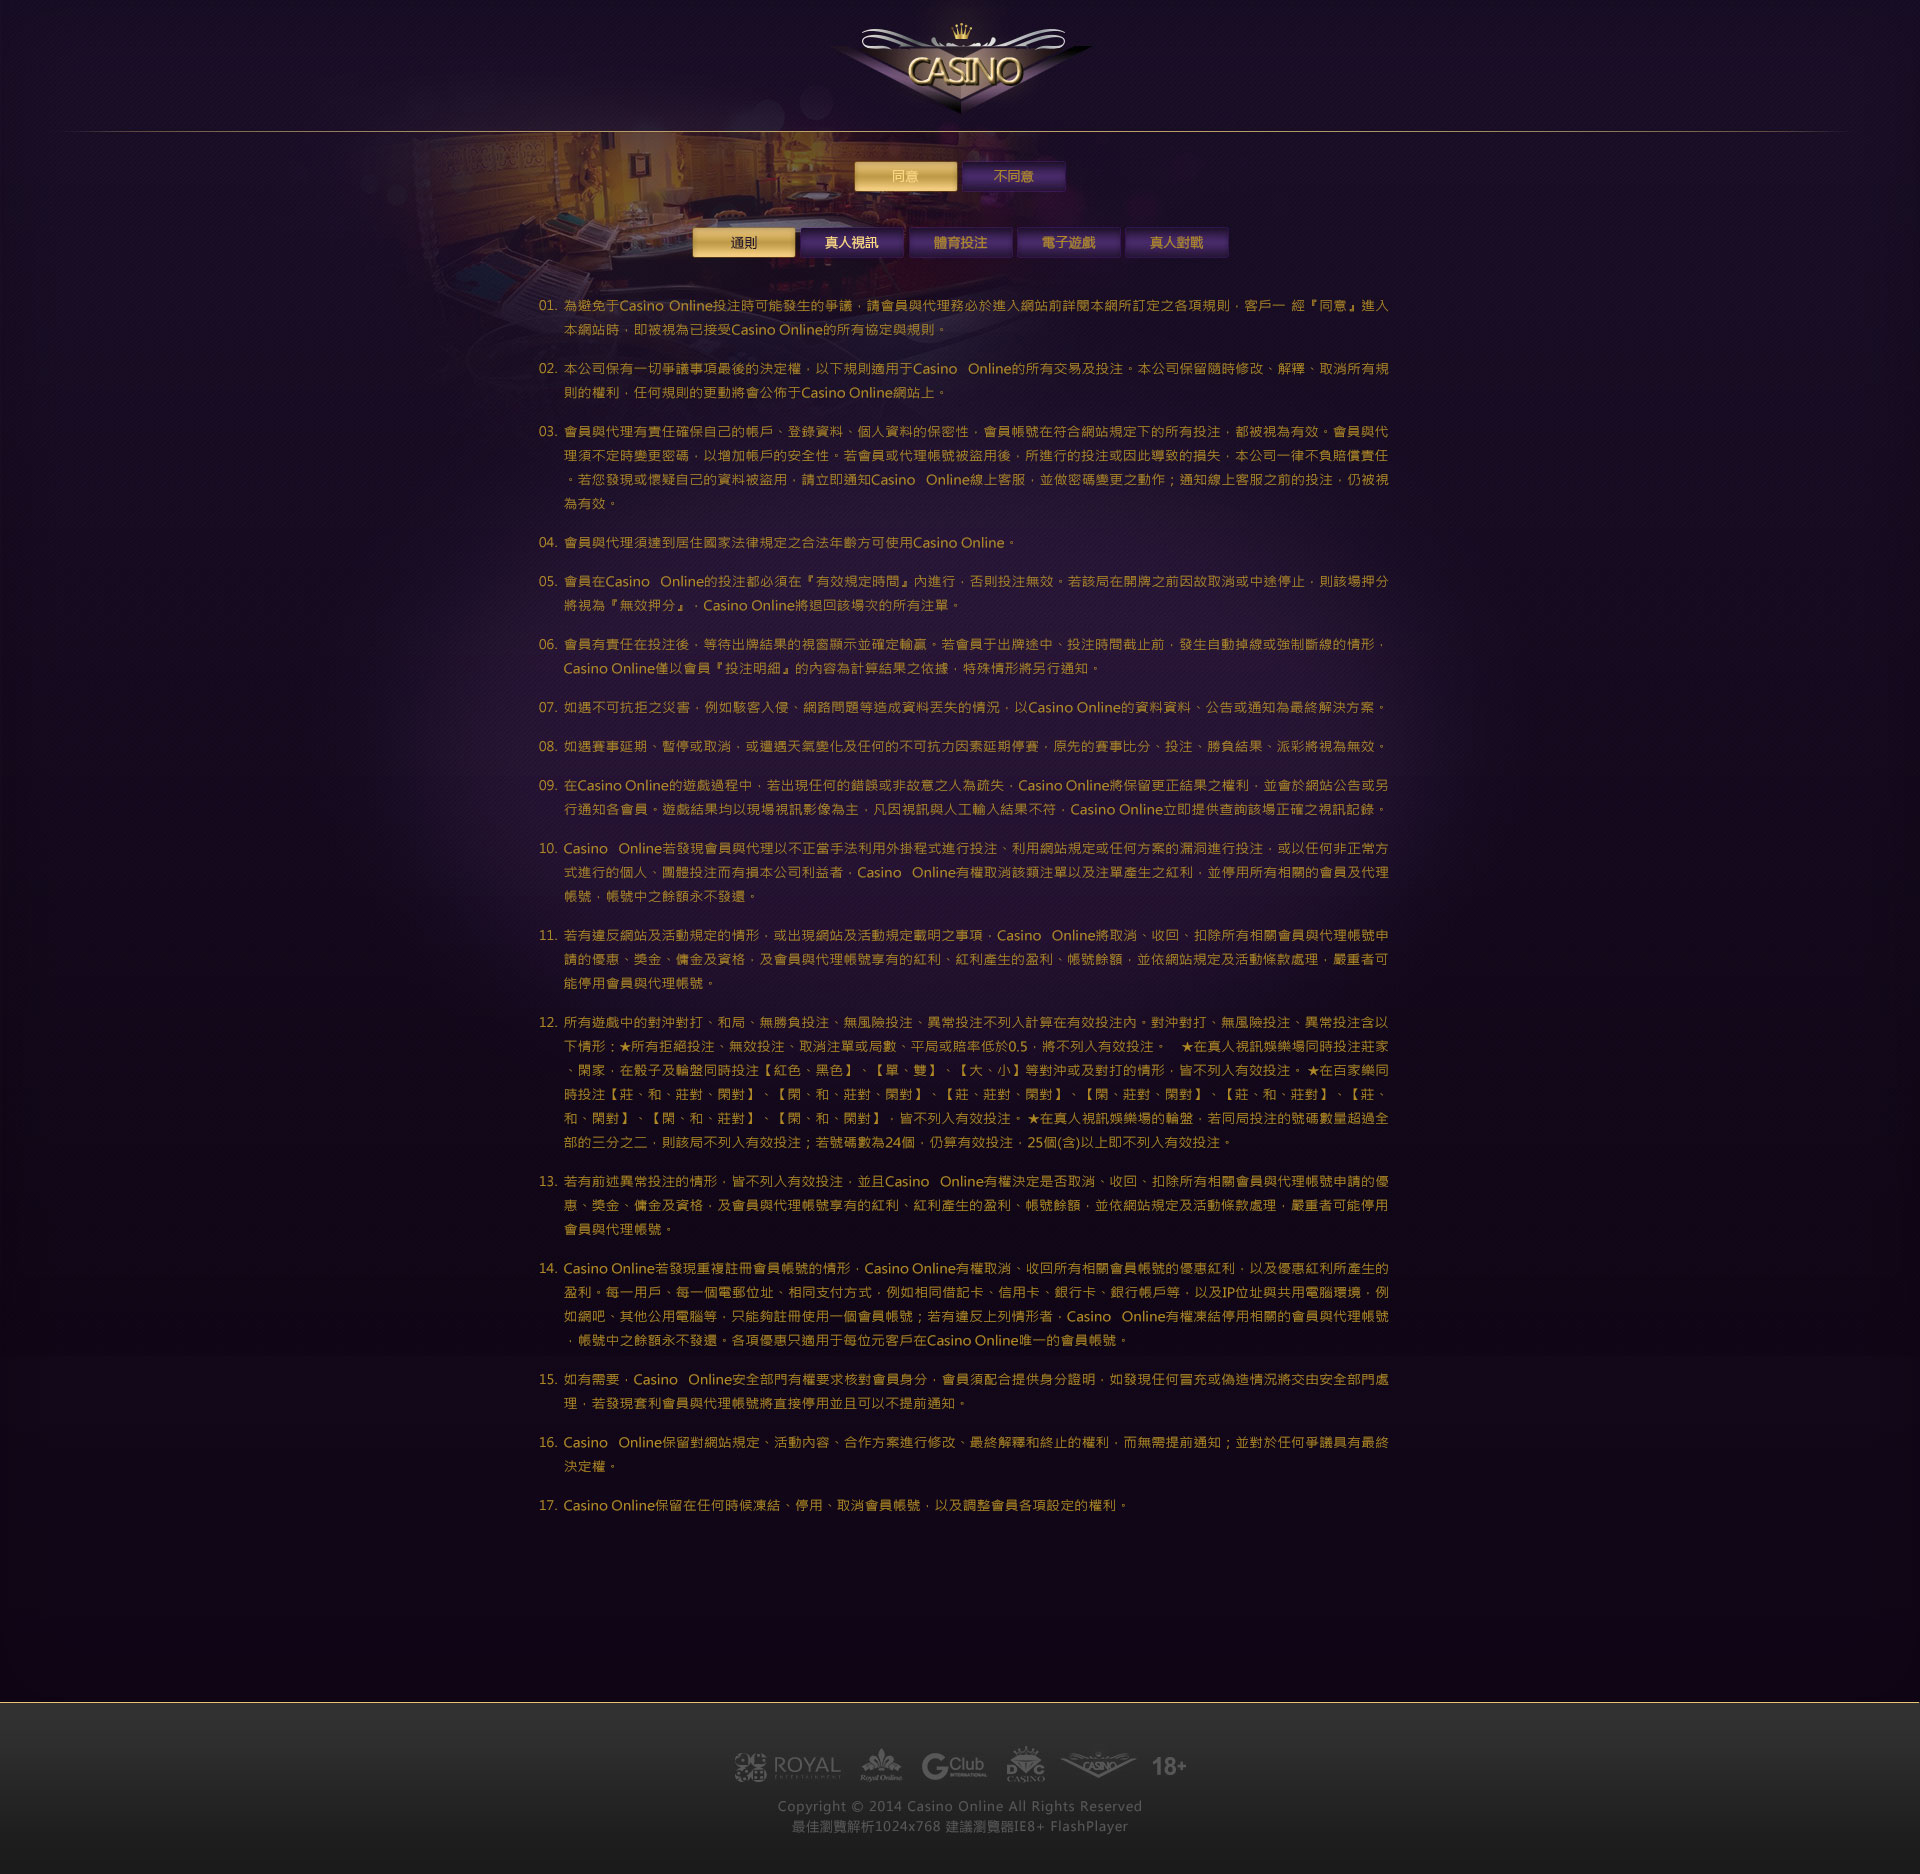 CASINO
同意 不同意
通則 真人視訊 體育投注 電子遊戲 真人對戰
01. 為避免于Casino Online投注時可能發生的爭議，請會員與代理務必於進入網站前詳閱本網所訂定之各項規則，客戶一 經『同意』進入
本網站時，即被視為已接受Casino Online的所有協定與規則。
02. 本公司保有一切爭議事項最後的決定權，以下規則適用于Casino Online的所有交易及投注。本公司保留隨時修改、解釋、取消所有規
則的權利，任何規則的更動將會公佈于Casino Online網站上。
03. 會員與代理有責任確保自己的帳戶、登錄資料、個人資料的保密性，會員帳號在符合網站規定下的所有投注，都被視為有效。會員與代
理須不定時變更密碼，以增加帳戶的安全性。若會員或代理帳號被盜用後，所進行的投注或因此導致的損失，本公司一律不負賠償責任
。若您發現或懷疑自己的資料被盜用，請立即通知Casino Online線上客服，並做密碼變更之動作；通知線上客服之前的投注，仍被視
為有效。
04. 會員與代理須達到居住國家法律規定之合法年齡方可使用Casino Online。
05. 會員在Casino Online的投注都必須在『有效規定時間』內進行，否則投注無效。若該局在開牌之前因故取消或中途停止，則該場押分
將視為『無效押分』，Casino Online將退回該場次的所有注單。
06. 會員有責任在投注後，等待出牌結果的視窗顯示並確定輸贏。若會員于出牌途中、投注時間截止前，發生自動掉線或強制斷線的情形，
Casino Online僅以會員『投注明細』的內容為計算結果之依據，特殊情形將另行通知。
07. 如遇不可抗拒之災害，例如駭客入侵、網路問題等造成資料丟失的情況，以Casino Online的資料資料、公告或通知為最終解決方案。
08. 如遇賽事延期、暫停或取消，或遭遇天氣變化及任何的不可抗力因素延期停賽，原先的賽事比分、投注、勝負結果、派彩將視為無效。
09. 在Casino Online的遊戲過程中，若出現任何的錯誤或非故意之人為疏失，Casino Online將保留更正結果之權利，並會於網站公告或另
行通知各會員。遊戲結果均以現場視訊影像為主，凡因視訊與人工輸入結果不符，Casino Online立即提供查詢該場正確之視訊記錄。
10. Casino Online若發現會員與代理以不正當手法利用外掛程式進行投注、利用網站規定或任何方案的漏洞進行投注，或以任何非正常方
式進行的個人、團體投注而有損本公司利益者，Casino Online有權取消該類注單以及注單產生之紅利，並停用所有相關的會員及代理
帳號，帳號中之餘額永不發還。
11. 若有違反網站及活動規定的情形，或出現網站及活動規定載明之事項，Casino Online將取消、收回、扣除所有相關會員與代理帳號申
請的優惠、獎金、傭金及資格，及會員與代理帳號享有的紅利、紅利產生的盈利、帳號餘額，並依網站規定及活動條款處理，嚴重者可
能停用會員與代理帳號。
12. 所有遊戲中的對沖對打、和局、無勝負投注、無風險投注、異常投注不列入計算在有效投注內。對沖對打、無風險投注、異常投注含以
下情形：★所有拒絕投注、無效投注、取消注單或局數、平局或賠率低於0.5，將不列入有效投注。 ★在真人視訊娛樂場同時投注莊家
、閑家，在骰子及輪盤同時投注【紅色、黑色】、【單、雙】、【大、小】等對沖或及對打的情形，皆不列入有效投注。★在百家樂同
時投注【莊、和、莊對、閑對】、【閑、和、莊對、閑對】、【莊、莊對、閑對】、【閑、莊對、閑對】、【莊、和、莊對】、【莊、
和、閑對】、【閑、和、莊對】、【閑、和、閑對】，皆不列入有效投注。★在真人視訊娛樂場的輪盤，若同局投注的號碼數量超過全
部的三分之二，則該局不列入有效投注；若號碼數為24個，仍算有效投注，25個(含)以上即不列入有效投注。
13. 若有前述異常投注的情形，皆不列入有效投注，並且Casino Online有權決定是否取消、收回、扣除所有相關會員與代理帳號申請的優
惠、獎金、傭金及資格，及會員與代理帳號享有的紅利、紅利產生的盈利、帳號餘額，並依網站規定及活動條款處理，嚴重者可能停用
會員與代理帳號。
14. Casino Online若發現重複註冊會員帳號的情形，Casino Online有權取消、收回所有相關會員帳號的優惠紅利，以及優惠紅利所產生的
盈利。每一用戶、每一個電郵位址、相同支付方式，例如相同借記卡、信用卡、銀行卡、銀行帳戶等，以及IP位址與共用電腦環境，例
如網吧、其他公用電腦等，只能夠註冊使用一個會員帳號；若有違反上列情形者，Casino Online有權凍結停用相關的會員與代理帳號
，帳號中之餘額永不發還。各項優惠只適用于每位元客戶在Casino Online唯一的會員帳號。
15. 如有需要，Casino Online安全部門有權要求核對會員身分，會員須配合提供身分證明，如發現任何冒充或偽造情況將交由安全部門處
理，若發現套利會員與代理帳號將直接停用並且可以不提前通知。
16. Casino Online保留對網站規定、活動內容、合作方案進行修改、最終解釋和終止的權利，而無需提前通知；並對於任何爭議具有最終
決定權。
17. Casino Online保留在任何時候凍結、停用、取消會員帳號，以及調整會員各項設定的權利。
ROYAL ENTERTAINMENT Royal Online GClub INTERNATIONAL DC CASINO CASINO 18+
Copyright © 2014 Casino Online All Rights Reserved
最佳瀏覽解析1024x768 建議瀏覽器IE8+ FlashPlayer